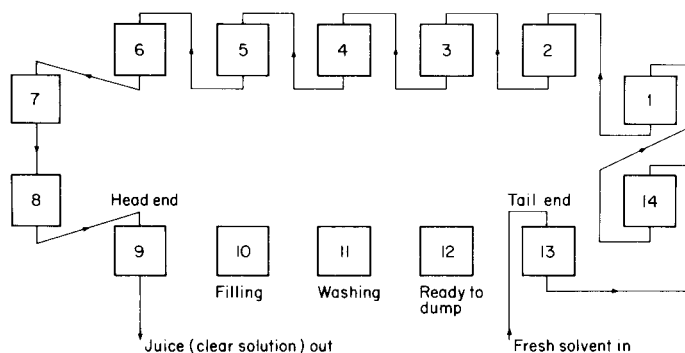 6
5
4
3
2
7
1
8
Head end
Tail end
14
9
10
11
12
13
Filling
Washing
Ready to
dump
Juice (clear solution) out
Fresh solvent in